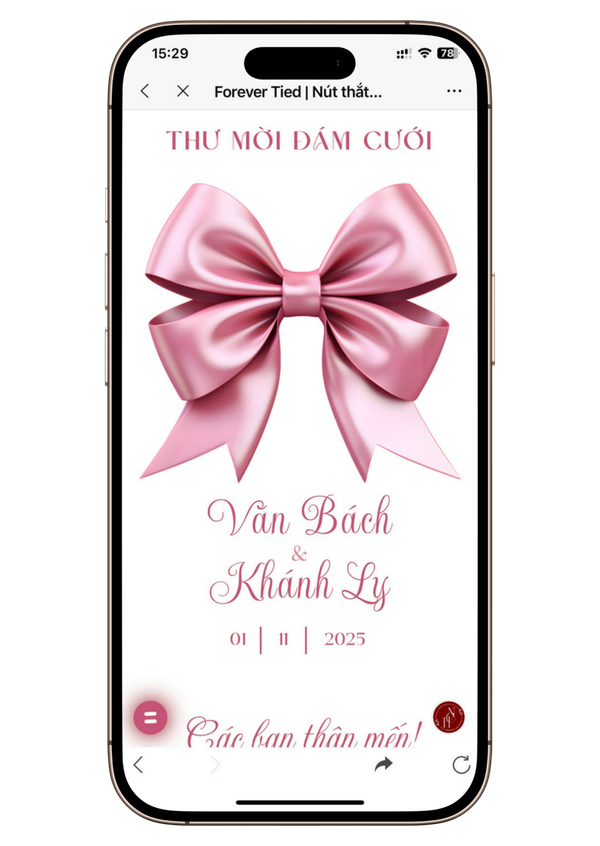 15:29
78
Forever Tied | Nút thắt...
THƯ MỜI ĐÁM CƯỚI
Văn Bách
&
Khánh Ly
01 | 11 | 2025
Các bạn thân mến!